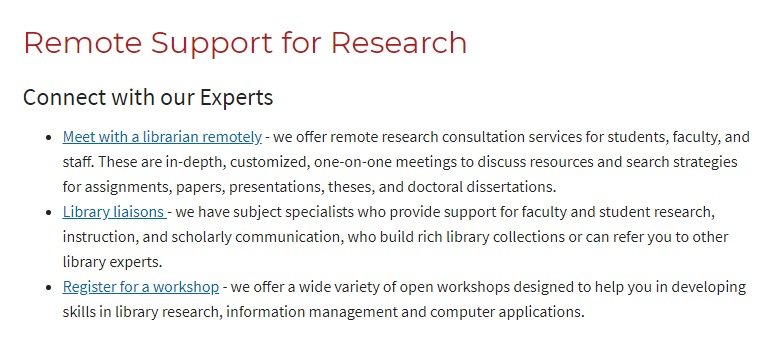 Remote Support for Research
Connect with our Experts
• Meet with a librarian remotely - we offer remote research consultation services for students, faculty, and
staff. These are in-depth, customized, one-on-one meetings to discuss resources and search strategies
for assignments, papers, presentations, theses, and doctoral dissertations.
• Library liaisons - we have subject specialists who provide support for faculty and student research,
instruction, and scholarly communication, who build rich library collections or can refer you to other
library experts.
• Register for a workshop - we offer a wide variety of open workshops designed to help you in developing
skills in library research, information management and computer applications.